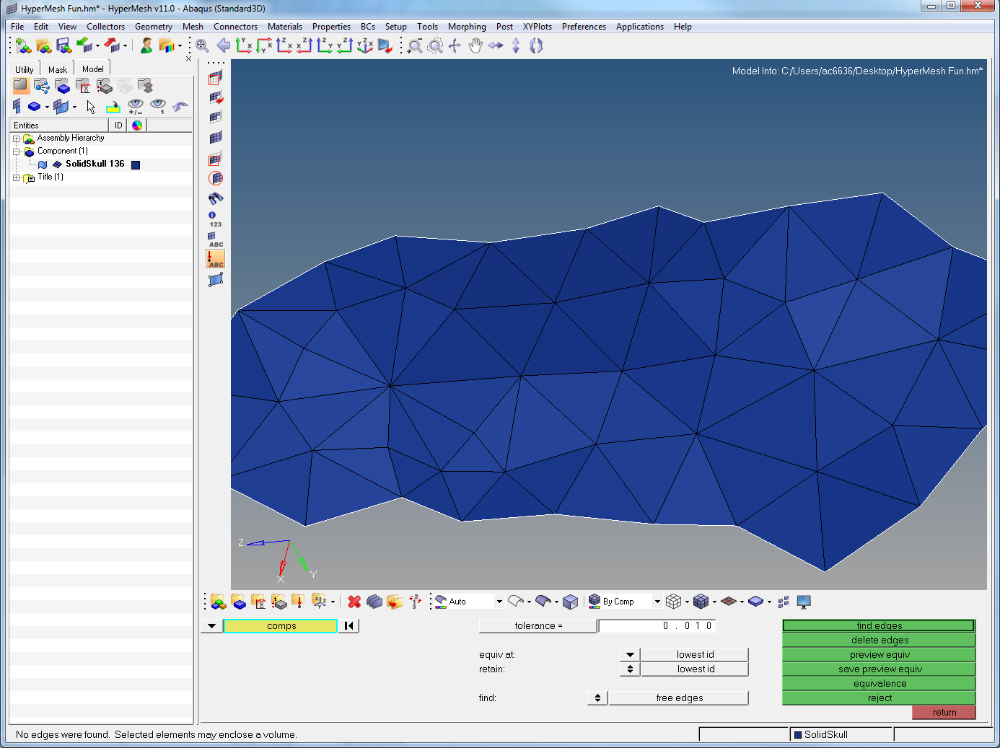 HyperMesh Fun.hm* - HyperMesh v11.0 - Abaqus (Standard3D)
File Edit View Collectors Geometry Mesh Connectors Materials Properties BCs Setup Tools Morphing Post XYPlots Preferences Applications Help
Utility Mask Model
Model Info: C:/Users/ac6636/Desktop/HyperMesh Fun.hm*
Entities ID
Assembly Hierarchy
Component (1)
SolidSkull 136
Title (1)
123
ABC
ABC
Z
X
Y
Auto
By Comp
comps
tolerance =
0 . 0 1 0
find edges
delete edges
equiv at:
lowest id
preview equiv
retain:
lowest id
save preview equiv
equivalence
find:
free edges
reject
return
No edges were found. Selected elements may enclose a volume.
SolidSkull